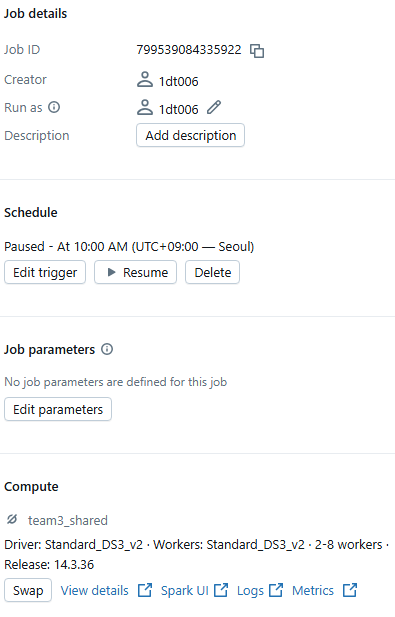 Job details
Job ID 799539084335922
Creator 1dt006
Run as 1dt006
Description Add description
Schedule
Paused - At 10:00 AM (UTC+09:00 — Seoul)
Edit trigger Resume Delete
Job parameters
No job parameters are defined for this job
Edit parameters
Compute
team3_shared
Driver: Standard_DS3_v2 · Workers: Standard_DS3_v2 · 2-8 workers ·
Release: 14.3.36
Swap View details Spark UI Logs Metrics